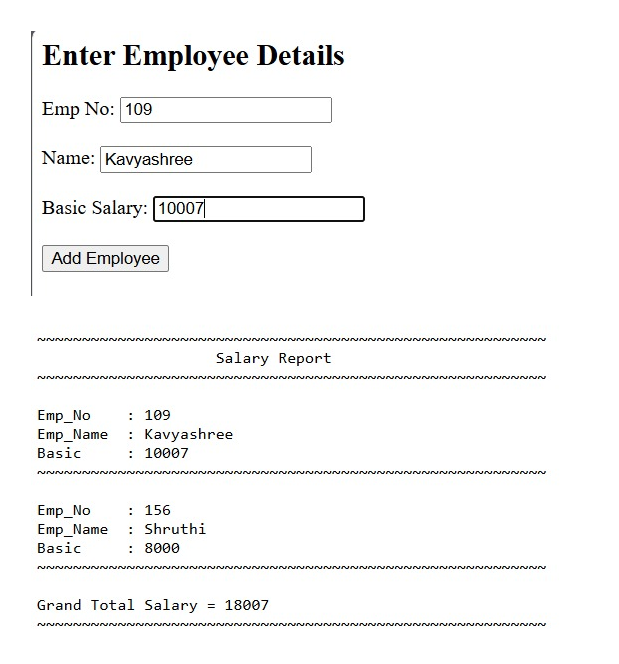 Enter Employee Details
Emp No: 109
Name: Kavyashree
Basic Salary: 10007
Add Employee
~~~~~~~~~~~~~~~~~~~~~~~~~~~~~~~~~~~~~~~~~~~~~~~~~~~~~~~~~
Salary Report
~~~~~~~~~~~~~~~~~~~~~~~~~~~~~~~~~~~~~~~~~~~~~~~~~~~~~~~~~
Emp_No    : 109
Emp_Name  : Kavyashree
Basic     : 10007
~~~~~~~~~~~~~~~~~~~~~~~~~~~~~~~~~~~~~~~~~~~~~~~~~~~~~~~~~
Emp_No    : 156
Emp_Name  : Shruthi
Basic     : 8000
~~~~~~~~~~~~~~~~~~~~~~~~~~~~~~~~~~~~~~~~~~~~~~~~~~~~~~~~~
Grand Total Salary = 18007
~~~~~~~~~~~~~~~~~~~~~~~~~~~~~~~~~~~~~~~~~~~~~~~~~~~~~~~~~